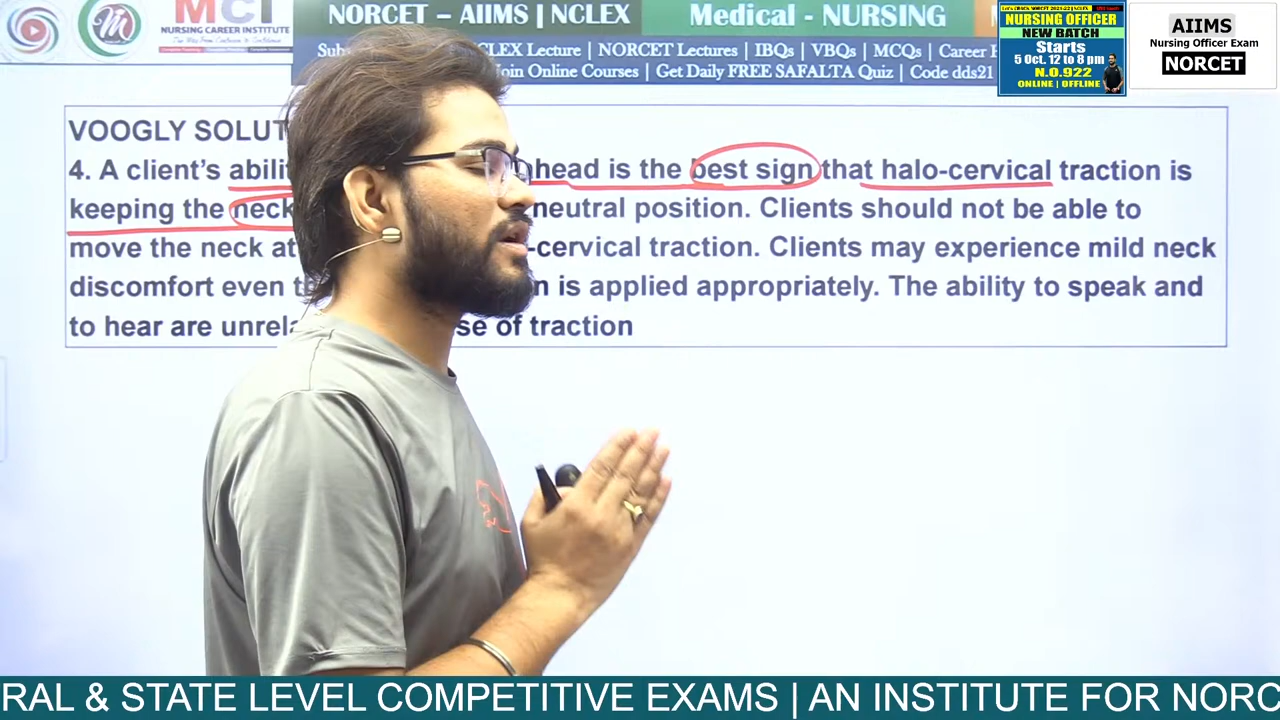 MCI
NURSING CAREER INSTITUTE
NORCET – AIIMS | NCLEX
Medical - NURSING
CLEX Lecture | NORCET Lectures | IBQs | VBQs | MCQs | Career
Join Online Courses | Get Daily FREE SAFALTA Quiz | Code dds21
NURSING OFFICER
NEW BATCH
Starts
5 Oct. 12 to 8 pm
N.O.922
ONLINE | OFFLINE
AIIMS
Nursing Officer Exam
NORCET
VOOGLY SOLUT
4. A client's abili head is the best sign that halo-cervical traction is
keeping the neck neutral position. Clients should not be able to
move the neck at -cervical traction. Clients may experience mild neck
discomfort even th n is applied appropriately. The ability to speak and
to hear are unrela se of traction
RAL & STATE LEVEL COMPETITIVE EXAMS | AN INSTITUTE FOR NORC